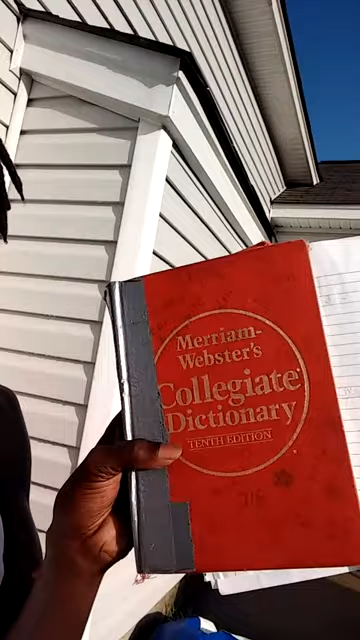 Merriam-
Webster's
Collegiate®
Dictionary
TENTH EDITION